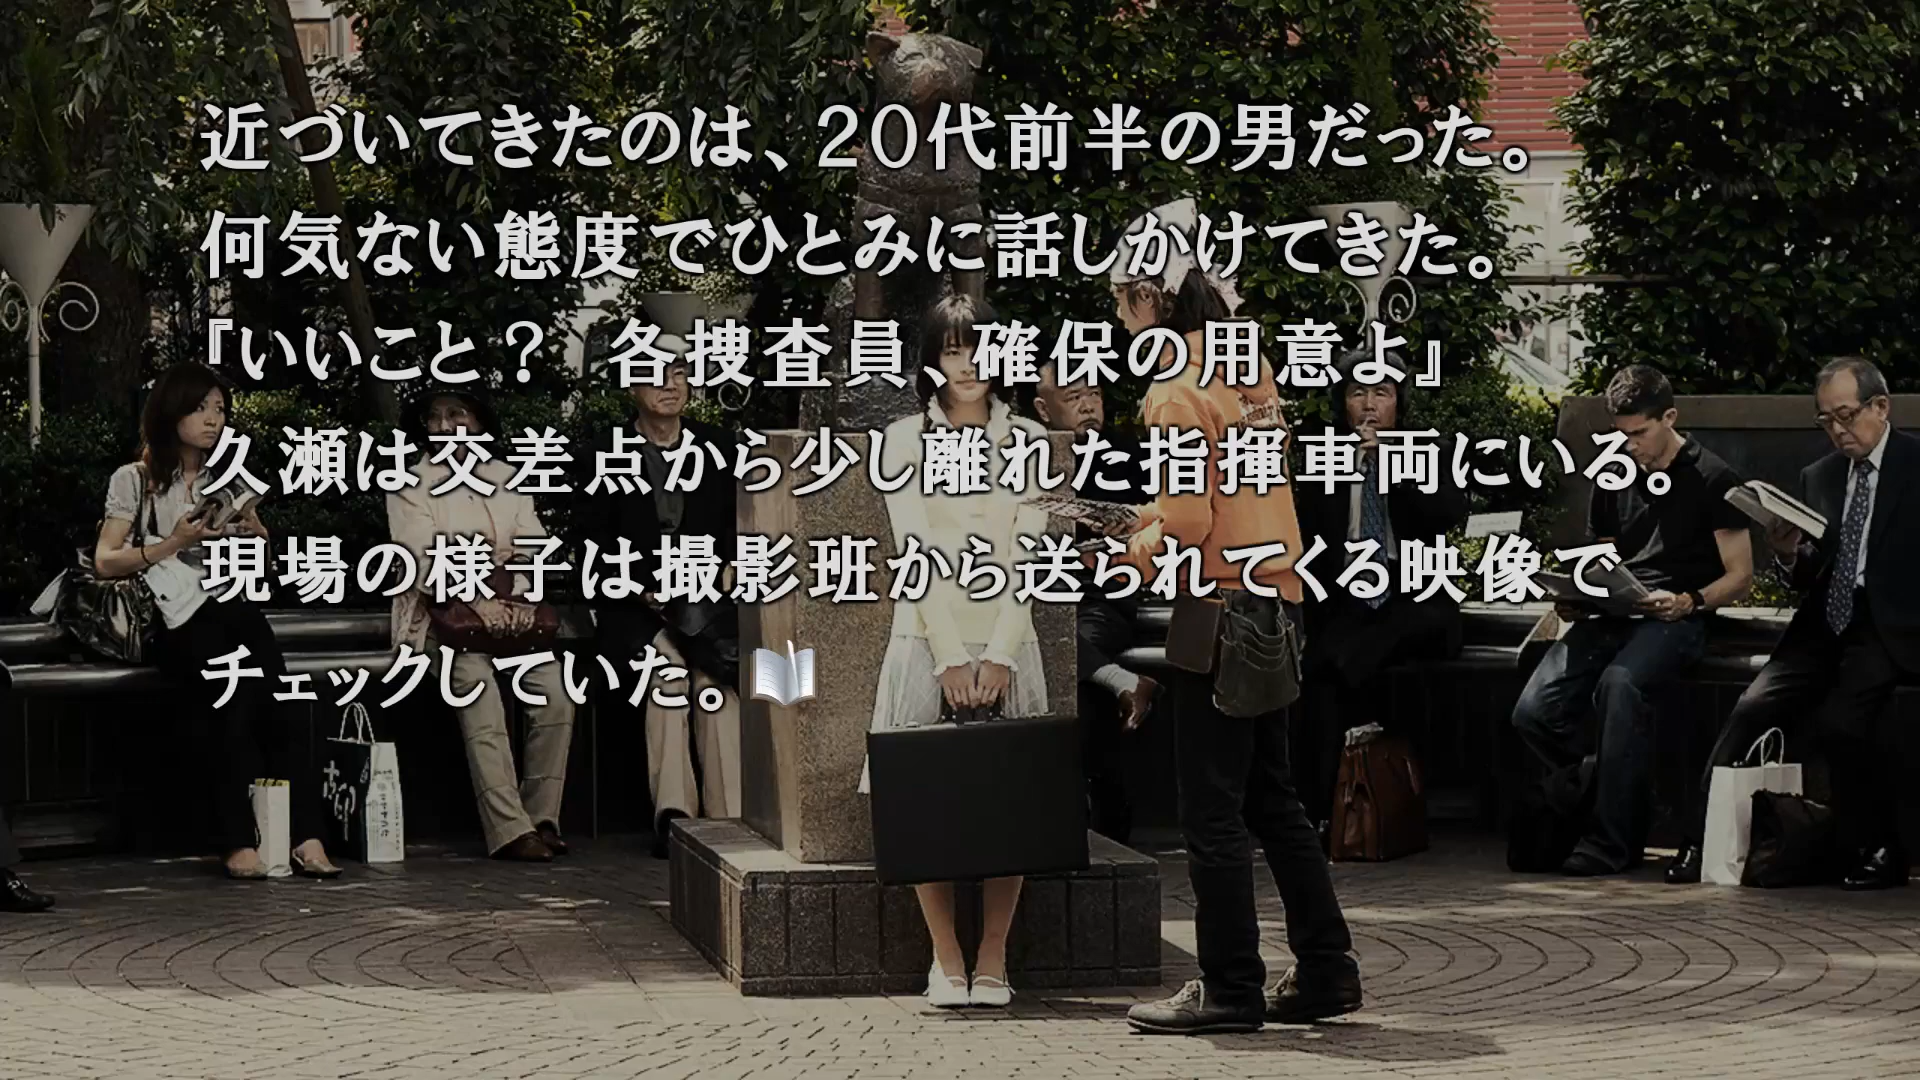 近づいてきたのは、２０代前半の男だった。
何気ない態度でひとみに話しかけてきた。
『いいこと？　各捜査員、確保の用意よ』
久瀬は交差点から少し離れた指揮車両にいる。
現場の様子は撮影班から送られてくる映像で
チェックしていた。